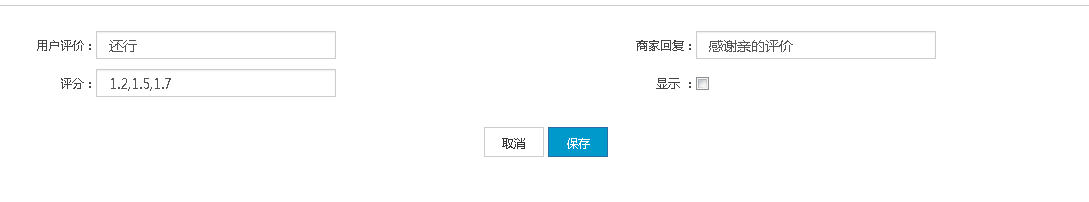 用户评价： 还行 商家回复： 感谢亲的评价
评分： 1.2,1.5,1.7 显示 ：
取消 保存